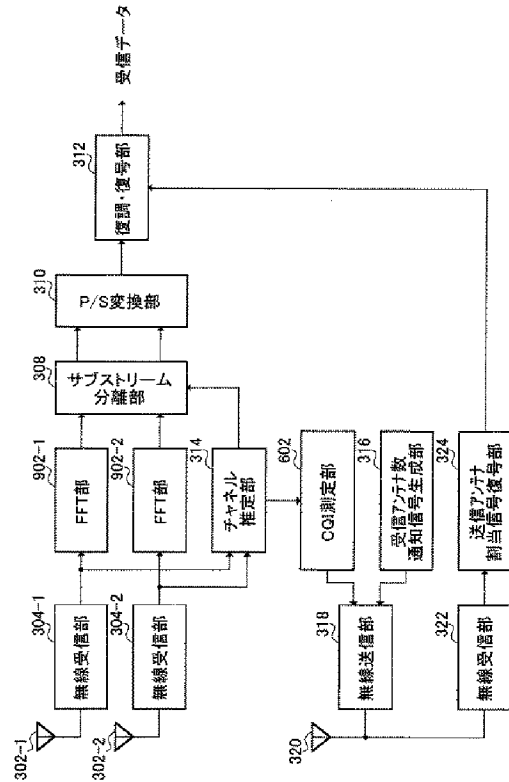 302-1
304-1
無線受信部
902-1
FFT部
308
サブストリーム
分離部
310
P/S変換部
312
復調・復号部
受信データ
302-2
304-2
無線受信部
902-2
FFT部
314
チャネル
推定部
320
318
無線送信部
602
CQI測定部
316
受信アンテナ数
通知信号生成部
322
無線受信部
324
送信アンテナ
割当信号復号部